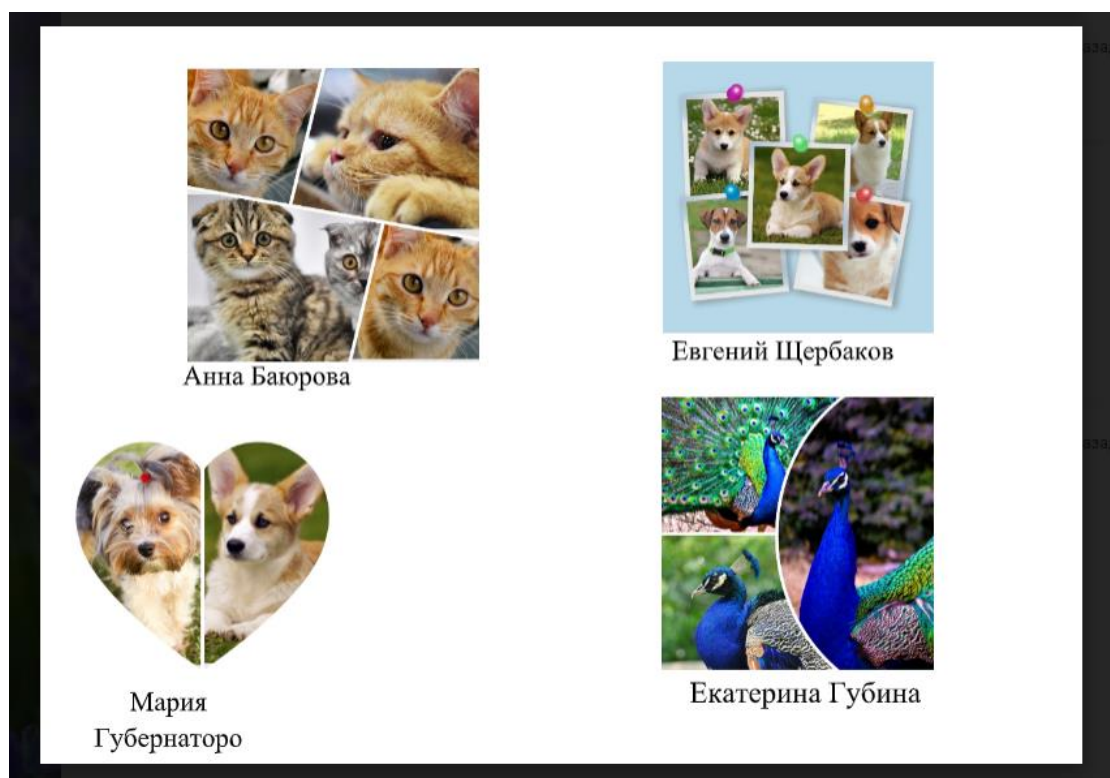 Анна Баюрова
Евгений Щербаков
Мария
Губернаторо
Екатерина Губина